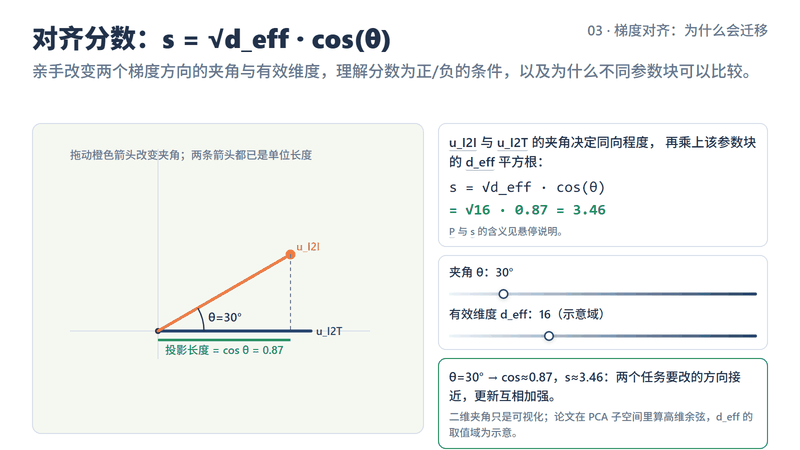 对齐分数：s = √d_eff · cos(θ)
03 · 梯度对齐：为什么会迁移
亲手改变两个梯度方向的夹角与有效维度，理解分数为正/负的条件，以及为什么不同参数块可以比较。
拖动橙色箭头改变夹角；两条箭头都已是单位长度
u_I2I
θ=30°
u_I2T
投影长度 = cos θ = 0.87
u_I2I 与 u_I2T 的夹角决定同向程度， 再乘上该参数块
的 d_eff 平方根：
s = √d_eff · cos(θ)
= √16 · 0.87 = 3.46
P 与 s 的含义见悬停说明。
夹角 θ：30°
有效维度 d_eff：16（示意域）
θ=30° → cos≈0.87，s≈3.46：两个任务要改的方向接
近，更新互相加强。
二维夹角只是可视化；论文在 PCA 子空间里算高维余弦，d_eff 的
取值域为示意。